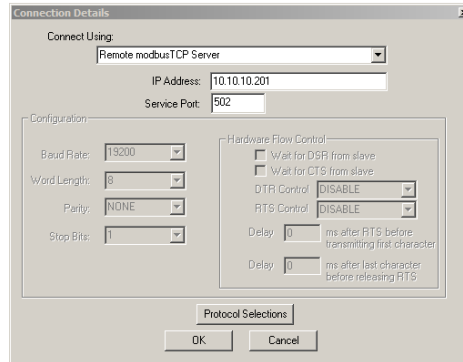 Connection Details
Connect Using:
Remote modbusTCP Server
IP Address: 10.10.10.201
Service Port: 502
Configuration
Hardware Flow Control
Baud Rate: 19200
Wait for DSR from slave
Wait for CTS from slave
Word Length: 8
DTR Control DISABLE
Parity: NONE
RTS Control DISABLE
Stop Bits: 1
Delay 0 ms after RTS before
transmitting first character
Delay 0 ms after last character
before releasing RTS
Protocol Selections
OK Cancel